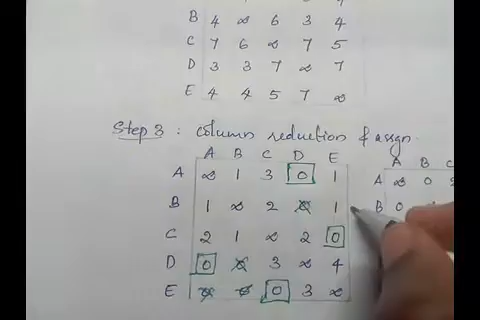 B 4 ∞ 6 3 4
C 7 6 ∞ 7 5
D 3 3 7 ∞ 7
E 4 4 5 7 ∞
Step 3 : Column reduction & assign.
A B C D E
A ∞ 1 3 0 1
B 1 ∞ 2 0 1
C 2 1 ∞ 2 0
D 0 0 3 ∞ 4
E 0 0 0 3 ∞
A B C
A ∞ 0
B 0